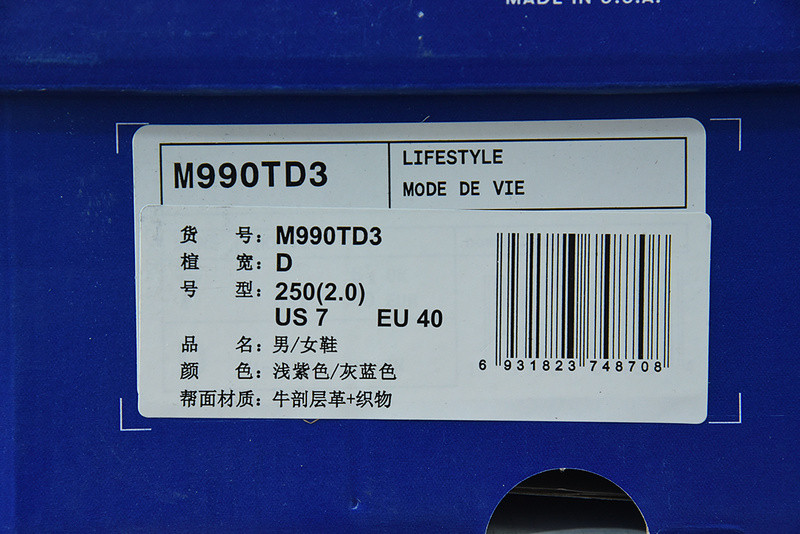 MADE IN U.S.A.
M990TD3
LIFESTYLE
MODE DE VIE
货 号：M990TD3
楦 宽：D
号 型：250(2.0)
US 7 EU 40
品 名：男/女鞋
颜 色：浅紫色/灰蓝色
帮面材质：牛剖层革+织物
6 931823 748708